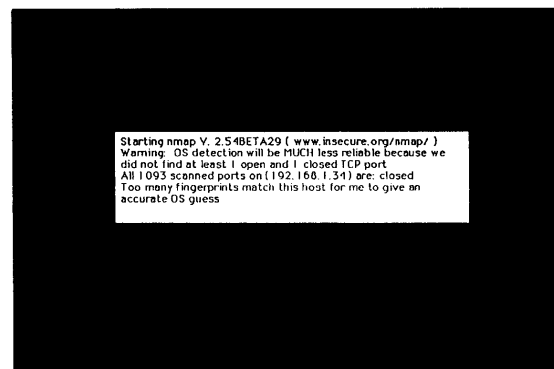 Starting nmap V. 2.54BETA29 ( www.insecure.org/nmap/ )
Warning: OS detection will be MUCH less reliable because we
did not find at least 1 open and 1 closed TCP port
All 1093 scanned ports on (192.168.1.34) are: closed
Too many fingerprints match this host for me to give an
accurate OS guess